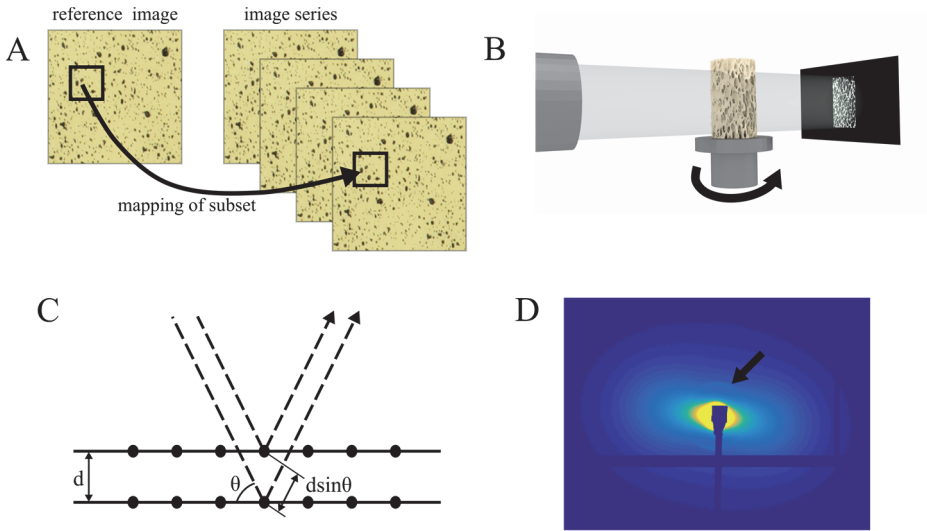 A
reference image
image series
mapping of subset
B
C
d
θ
dsinθ
D